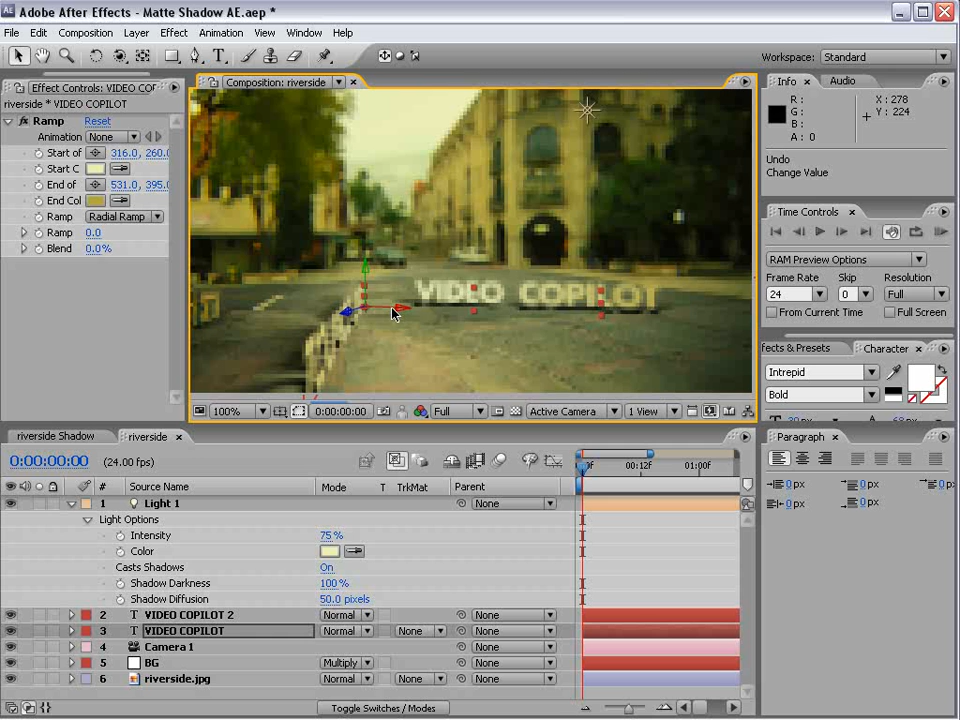 Adobe After Effects - Matte Shadow AE.aep *
File Edit Composition Layer Effect Animation View Window Help
Workspace: Standard
Effect Controls: VIDEO COP
riverside * VIDEO COPILOT
Ramp Reset
Animation None
Start of 316.0, 260.0
Start C
End of 531.0, 395.0
End Col
Ramp Radial Ramp
Ramp 0.0
Blend 0.0%
Composition: riverside
VIDEO COPILOT
100% 0:00:00:00 Full Active Camera 1 View
Info Audio
R: X: 278
G: Y: 224
B:
A: 0
Undo
Change Value
Time Controls
RAM Preview Options
Frame Rate Skip Resolution
24 0 Full
From Current Time Full Screen
fects & Presets Character
Intrepid
Bold
riverside Shadow riverside
0:00:00:00 (24.00 fps)
00:12f 01:00f
# Source Name Mode T TrkMat Parent
1 Light 1 None
Light Options
Intensity 75 %
Color
Casts Shadows On
Shadow Darkness 100 %
Shadow Diffusion 50.0 pixels
2 T VIDEO COPILOT 2 Normal None
3 T VIDEO COPILOT Normal None None
4 Camera 1 None
5 BG Multiply None
6 riverside.jpg Normal None None
Toggle Switches / Modes
Paragraph
0 px 0 px 0 px
0 px 0 px